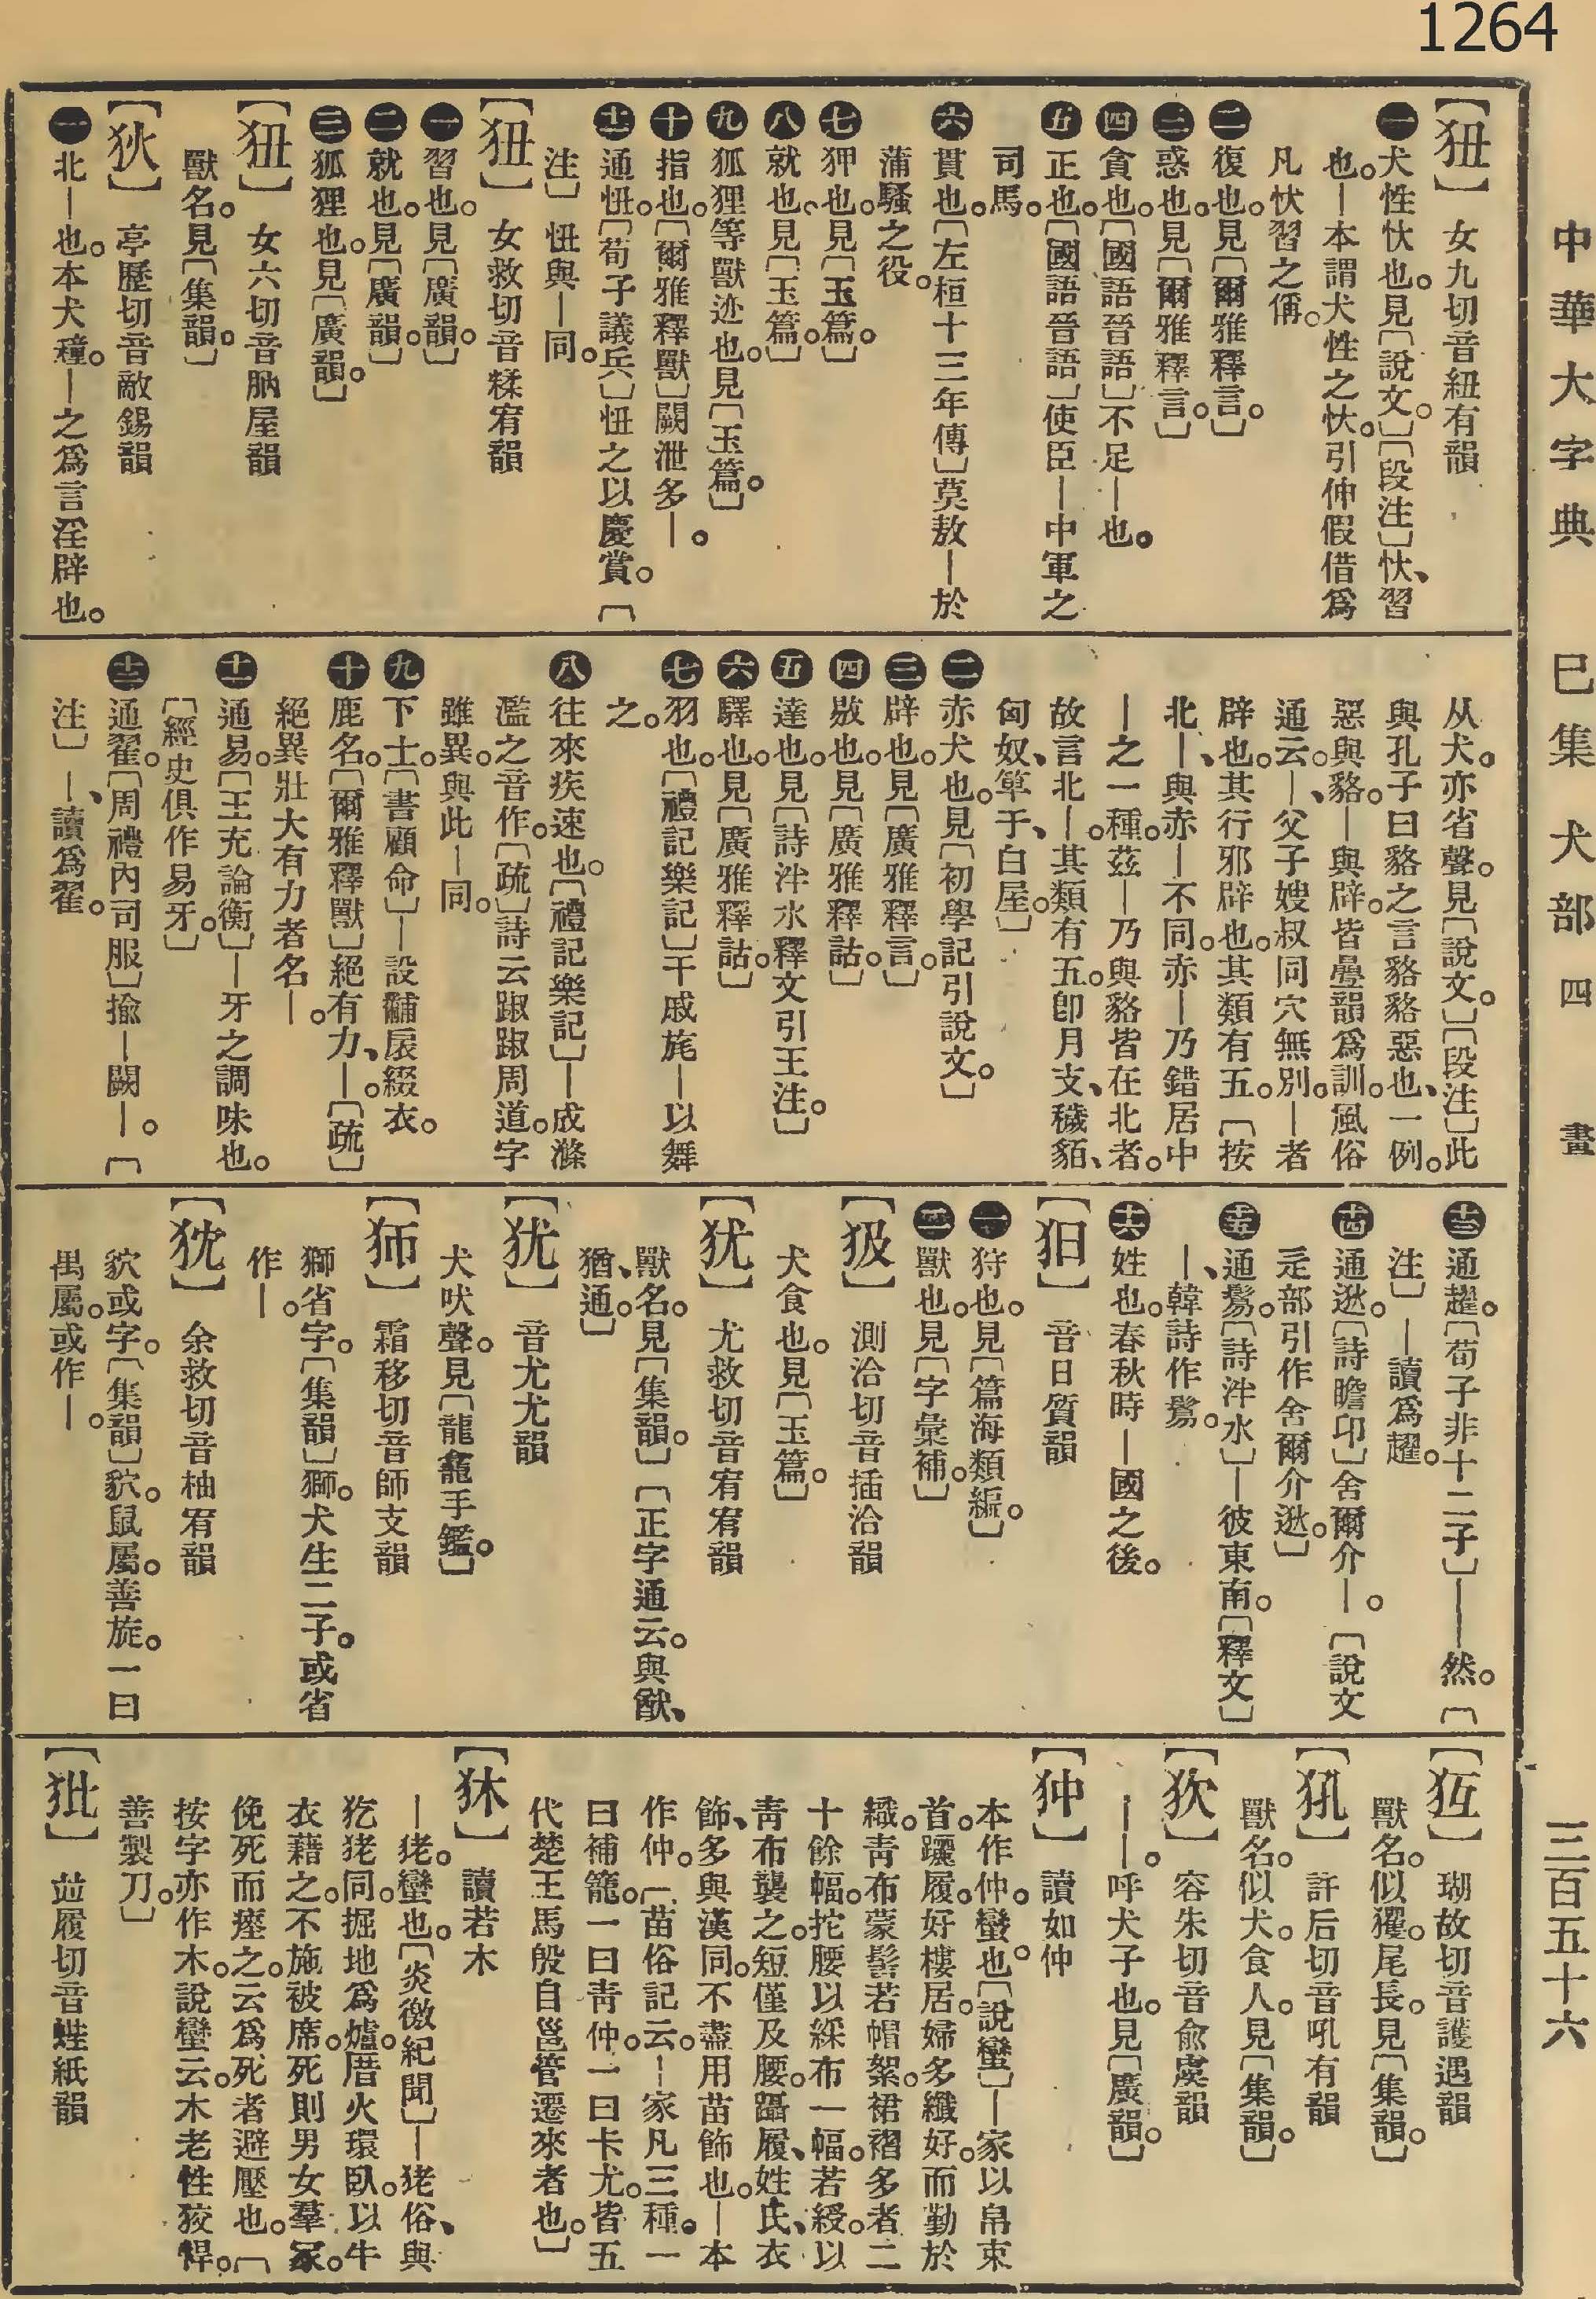 1264
中華大字典　巳集　犬部　四畫　三百五十六
【狃】　女九切音紐有韻
㊀犬性忕也。見〔說文。〕〔段注〕忕、習
也。―本謂犬性之忕。引伸假借爲
凡忕習之偁。
㊁復也。見〔爾雅釋言。〕
㊂惑也。見〔爾雅釋言。〕
㊃貪也。〔國語晉語〕不足―也。
㊄正也。〔國語晉語〕使臣―中軍之
司馬。
㊅貫也。〔左桓十三年傳〕莫敖―於
蒲騷之役。
㊆狎也。見〔玉篇。〕
㊇就也。見〔玉篇。〕
㊈狐狸等獸迹也。見〔玉篇。〕
㊉指也。〔爾雅釋獸〕闕泄多―。
十一通忸。〔荀子議兵〕忸之以慶賞。〔
注〕忸與―同。
【狃】　女救切音糅宥韻
㊀習也。見〔廣韻。〕
㊁就也。見〔廣韻。〕
㊂狐狸也。見〔廣韻。〕
【狃】　女六切音肭屋韻
獸名。見〔集韻。〕
【狄】　亭歷切音敵錫韻
㊀北―也。本犬種。―之爲言淫辟也。
从犬。亦省聲。見〔說文。〕〔段注〕此
與孔子曰貉之言貉貉惡也、一例。
惡與貉。―與辟。皆疊韻爲訓。風俗
通云。―、父子嫂叔同穴無別。―者
辟也。其行邪辟也。其類有五。〔按
北―、與赤―不同。赤―乃錯居中
―之一種。茲―乃與貉皆在北者。
故言北―。其類有五。卽月支、穢貊、
匈奴、箄于、白屋。〕
㊁赤犬也。見〔初學記引說文。〕
㊂辟也。見〔廣雅釋言。〕
㊃敡也。見〔廣雅釋詁。〕
㊄達也。見〔詩泮水釋文引王注。〕
㊅驛也。見〔廣雅釋詁。〕
㊆羽也。〔禮記樂記〕干戚旄―以舞
之。
㊇往來疾速也。〔禮記樂記〕―成滌
濫之音作。〔疏〕詩云踧踧周道。字
雖異。與此―同。
㊈下士。〔書顧命〕―設黼扆綴衣。
㊉鹿名。〔爾雅釋獸〕絕有力、―。〔疏〕
絕異壯大有力者名―。
十一通易。〔王充論衡〕―牙之調味也。
〔經史俱作易牙。〕
十二通翟。〔周禮內司服〕揄―闕―。〔
注〕―、讀爲翟。
十三通趯。〔荀子非十二子〕――然。〔
注〕―讀爲趯。
十四通逖。〔詩瞻卬〕舍爾介―。〔說文
辵部引作舍爾介逖。〕
十五通鬄。〔詩泮水〕―彼東南。〔釋文〕
―、韓詩作鬄。
十六姓也。春秋時―國之後。
【狚】　音日質韻
㊀狩也。見〔篇海類編。〕
㊁獸也。見〔字彙補。〕
【㹺】　測洽切音插洽韻
犬食也。見〔玉篇。〕
【犹】　尤救切音宥宥韻
獸名。見〔集韻。〕〔正字通云。與猷、
猶通。〕
【犹】　音尤尤韻
犬吠聲。見〔龍龕手鑑。〕
【犻】　霜移切音師支韻
獅省字。〔集韻〕獅。犬生二子。或省
作―。
【狖】　余救切音柚宥韻
貁或字。〔集韻〕貁。鼠屬。善旋。一曰
禺屬。或作―。
【狉】　瑚故切音護遇韻
獸名。似玃。尾長。見〔集韻。〕
【犼】　許后切音吼有韻
獸名。似犬。食人。見〔集韻。〕
【㹼】　容朱切音俞虞韻
――。呼犬子也。見〔廣韻。〕
【狆】　讀如仲
本作仲。蠻也。〔說蠻〕―家以帛束
首。躧履。好樓居。婦多纖好。而勤於
織。青布蒙髻若帽絮。裙褶多者二
十餘幅。拕腰以綵布一幅。若綬。以
青布襲之。短僅及腰。躡履、姓氏、衣
飾、多與漢同。不盡用苗飾也。―本
作仲。〔苗俗記云。―家凡三種。一
曰補籠。一曰青仲。一曰卡尤。皆五
代楚王馬殷自邕管遷來者也。〕
【㹯】　讀若木
―狫。蠻也。〔炎徼紀聞〕―狫俗、與
犵狫同。掘地爲爐。厝火環臥。以牛
衣藉之。不施被席。死則男女羣冢。
俛死而瘞之。云爲死者避壓也。〔
按字亦作木。說蠻云。木老性狡悍。
善製刀。〕
【㹳】　竝履切音蜌紙韻